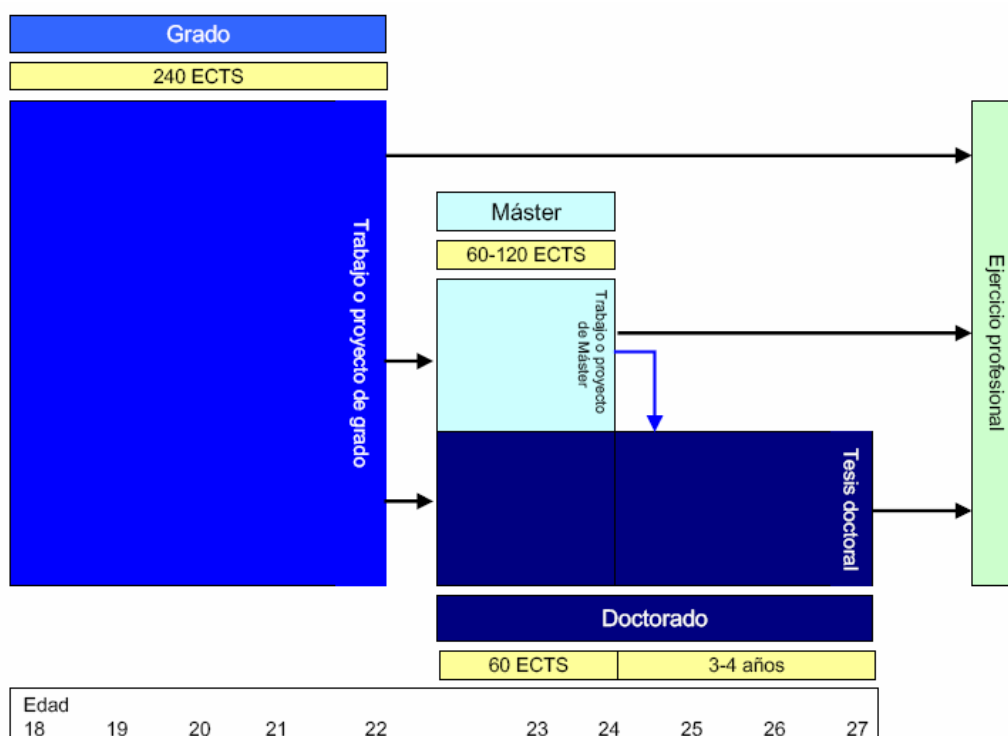 Grado
240 ECTS
Trabajo o proyecto de grado
Máster
60-120 ECTS
Trabajo o proyecto
de Máster
Tesis doctoral
Ejercicio profesional
Doctorado
60 ECTS
3-4 años
Edad
18 19 20 21 22 23 24 25 26 27